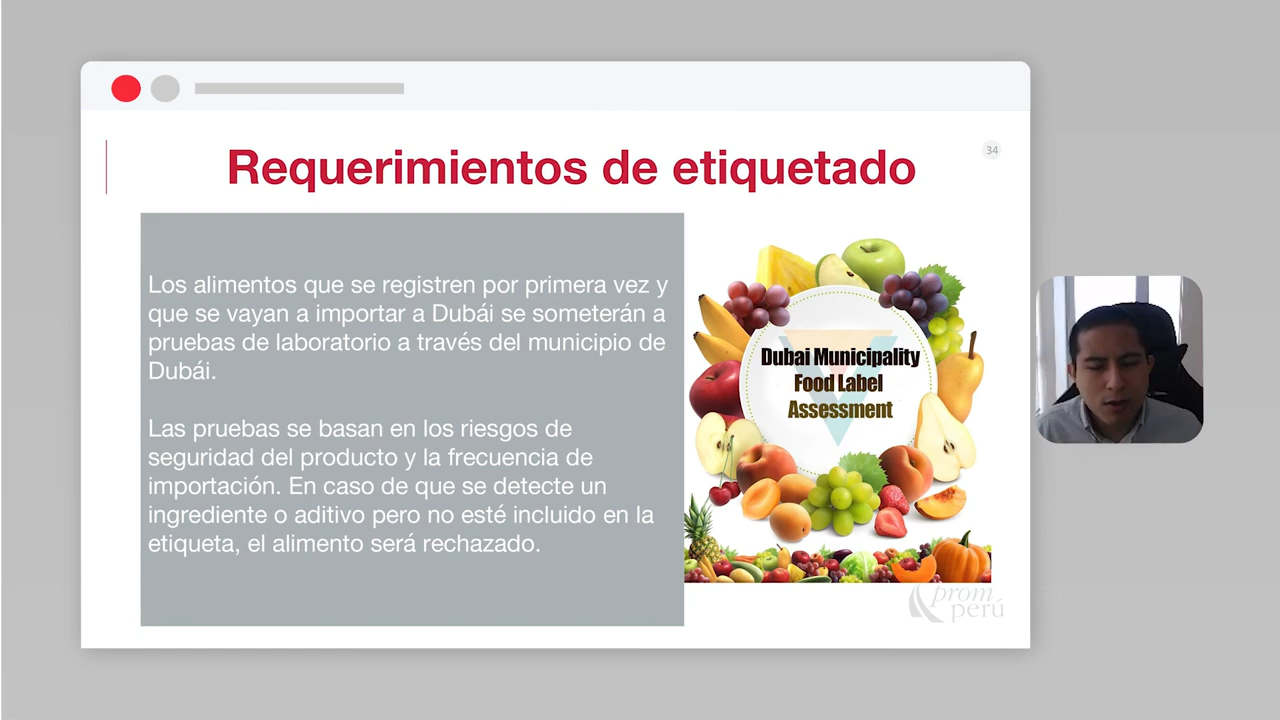 Requerimientos de etiquetado
34
Los alimentos que se registren por primera vez y
que se vayan a importar a Dubái se someterán a
pruebas de laboratorio a través del municipio de
Dubái.
Las pruebas se basan en los riesgos de
seguridad del producto y la frecuencia de
importación. En caso de que se detecte un
ingrediente o aditivo pero no esté incluido en la
etiqueta, el alimento será rechazado.
Dubai Municipality
Food Label
Assessment
prom
perú